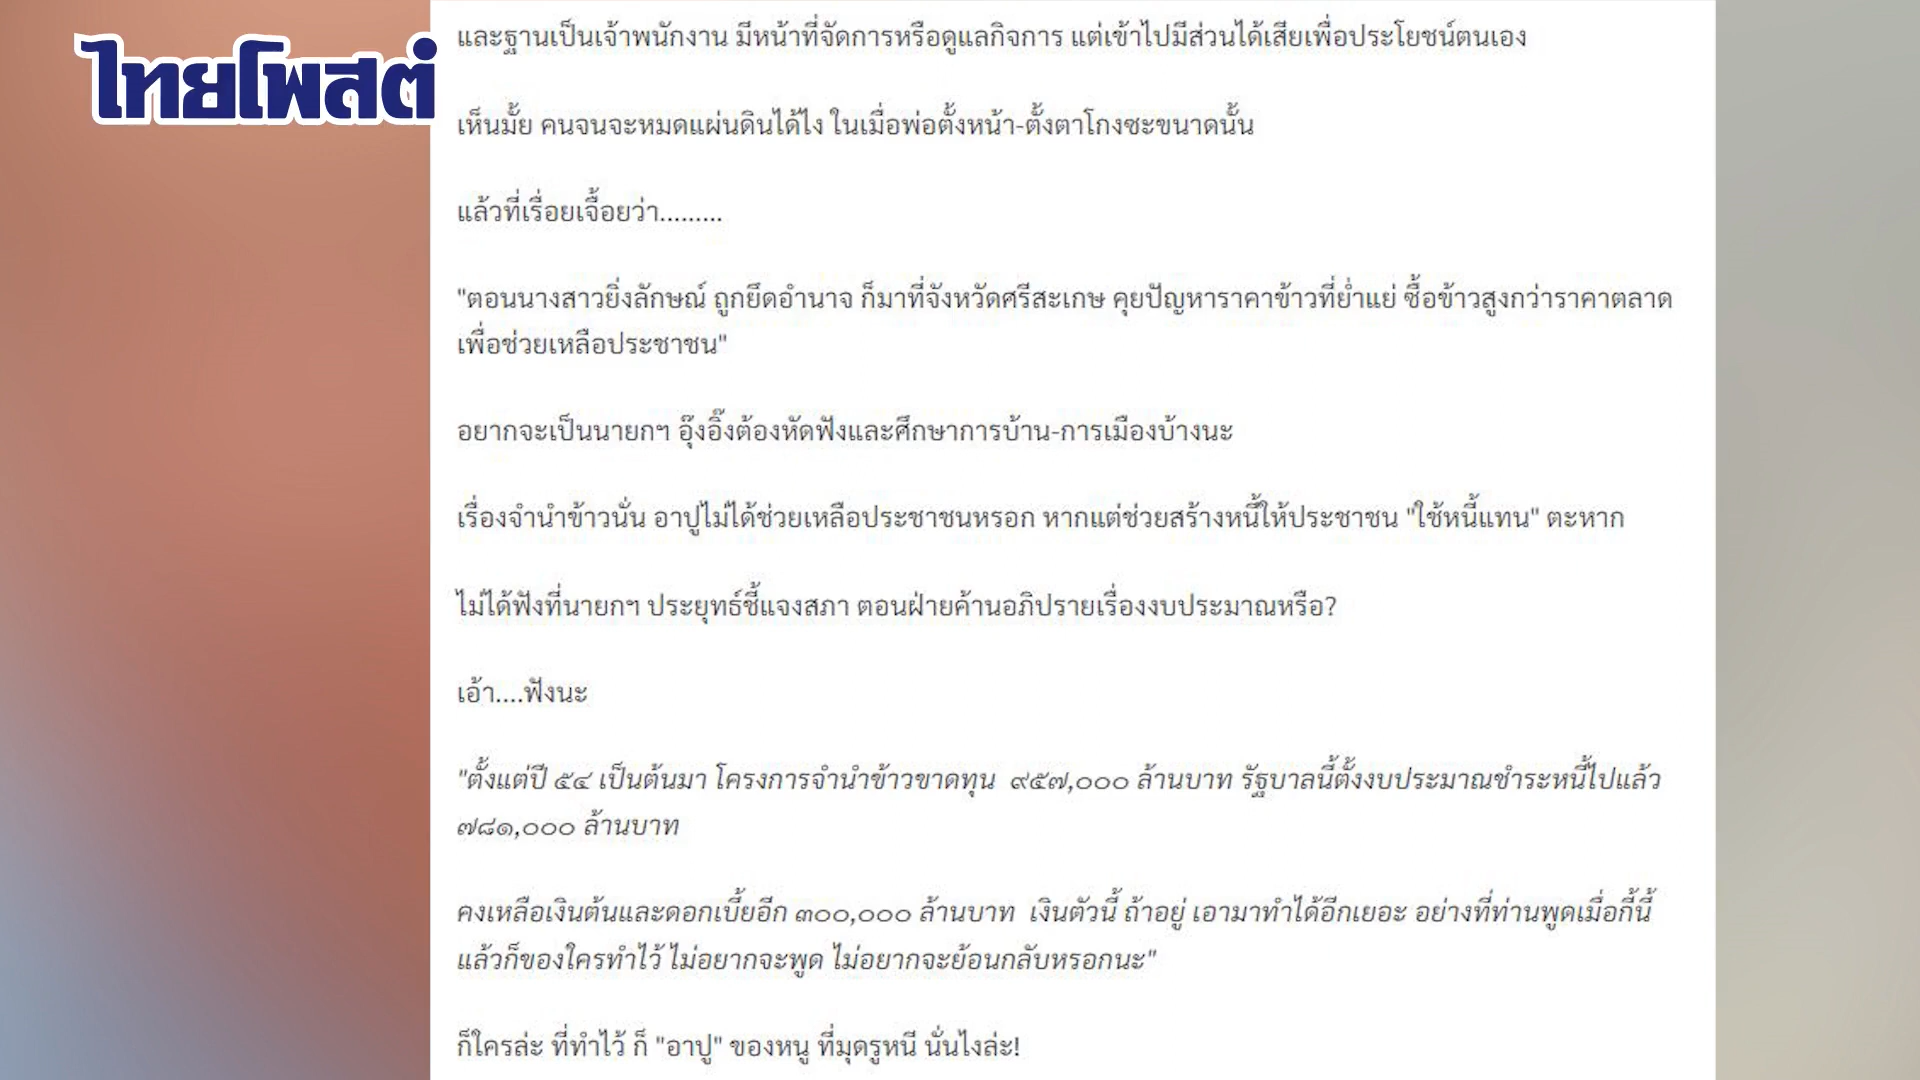 ไทยโพสต์
และฐานเป็นเจ้าพนักงาน มีหน้าที่จัดการหรือดูแลกิจการ แต่เข้าไปมีส่วนได้เสียเพื่อประโยชน์ตนเอง
เห็นมั้ย คนจนจะหมดแผ่นดินได้ไง ในเมื่อพ่อตั้งหน้า-ตั้งตาโกงซะขนาดนั้น
แล้วที่เรื่อยเจื้อยว่า.........
"ตอนนางสาวยิ่งลักษณ์ ถูกยึดอำนาจ ก็มาที่จังหวัดศรีสะเกษ คุยปัญหาราคาข้าวที่ย่ำแย่ ซื้อข้าวสูงกว่าราคาตลาด
เพื่อช่วยเหลือประชาชน"
อยากจะเป็นนายกฯ อุ๊งอิ๊งต้องหัดฟังและศึกษาการบ้าน-การเมืองบ้างนะ
เรื่องจำนำข้าวนั่น อาปูไม่ได้ช่วยเหลือประชาชนหรอก หากแต่ช่วยสร้างหนี้ให้ประชาชน "ใช้หนี้แทน" ตะหาก
ไม่ได้ฟังที่นายกฯ ประยุทธ์ชี้แจงสภา ตอนฝ่ายค้านอภิปรายเรื่องงบประมาณหรือ?
เอ้า....ฟังนะ
"ตั้งแต่ปี ๕๔ เป็นต้นมา โครงการจำนำข้าวขาดทุน ๙๕๗,๐๐๐ ล้านบาท รัฐบาลนี้ตั้งงบประมาณชำระหนี้ไปแล้ว
๗๘๑,๐๐๐ ล้านบาท
คงเหลือเงินต้นและดอกเบี้ยอีก ๓๐๐,๐๐๐ ล้านบาท เงินตัวนี้ ถ้าอยู่ เอามาทำได้อีกเยอะ อย่างที่ท่านพูดเมื่อกี้นี้
แล้วก็ของใครทำไว้ ไม่อยากจะพูด ไม่อยากจะย้อนกลับหรอกนะ"
ก็ใครล่ะ ที่ทำไว้ ก็ "อาปู" ของหนู ที่มุดรูหนี นั่นไงล่ะ!